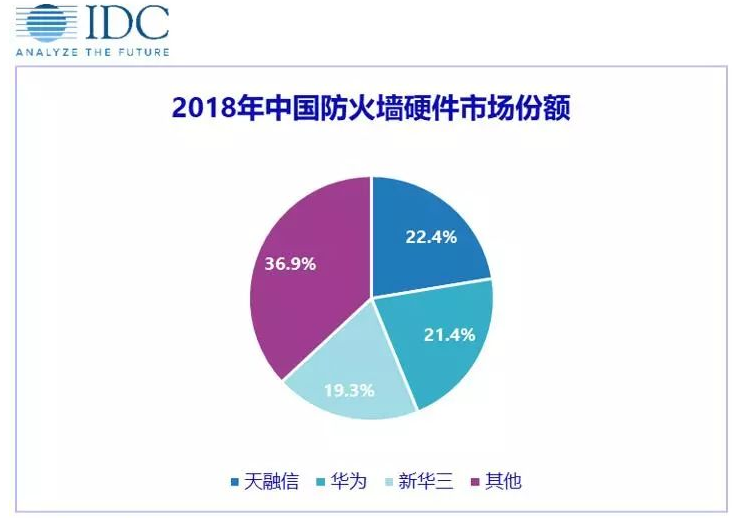 IDC
ANALYZE THE FUTURE
2018年中国防火墙硬件市场份额
22.4%
36.9%
21.4%
19.3%
天融信 华为 新华三 其他